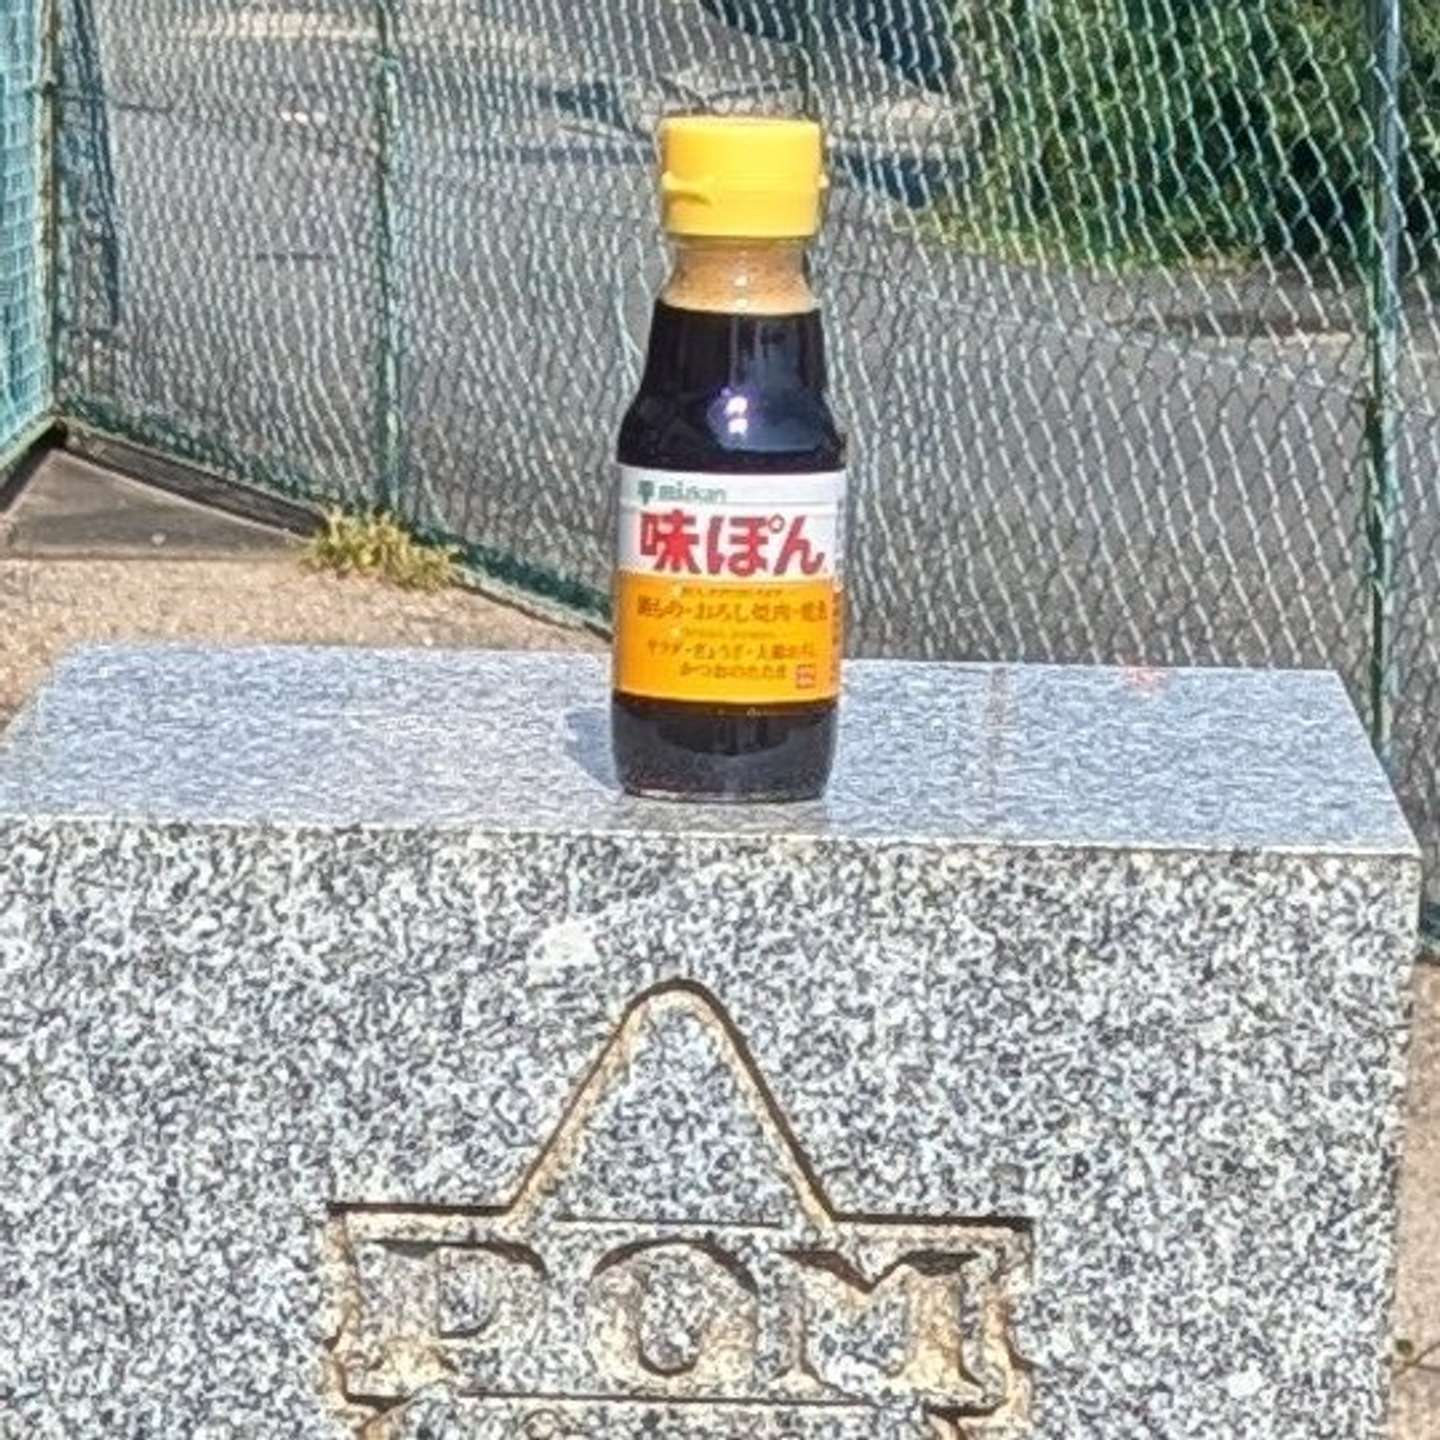 mizkan
味ぽん
鍋もの・おろし焼肉・焼魚
サラダ・ぎょうざ・大根おろし
かつおのたたき
POM